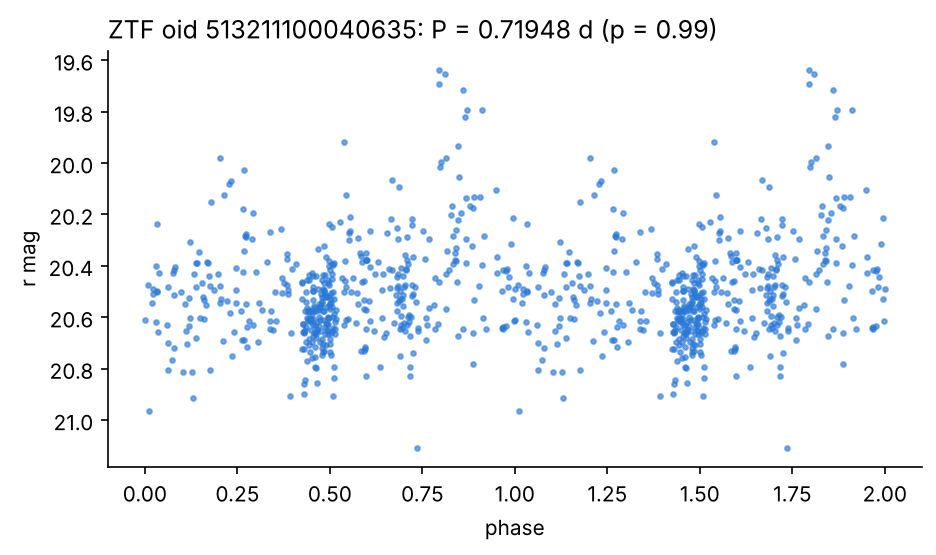 ZTF oid 513211100040635: P = 0.71948 d (p = 0.99)
19.6
19.8
20.0
20.2
20.4
20.6
20.8
21.0
r mag
0.00 0.25 0.50 0.75 1.00 1.25 1.50 1.75 2.00
phase